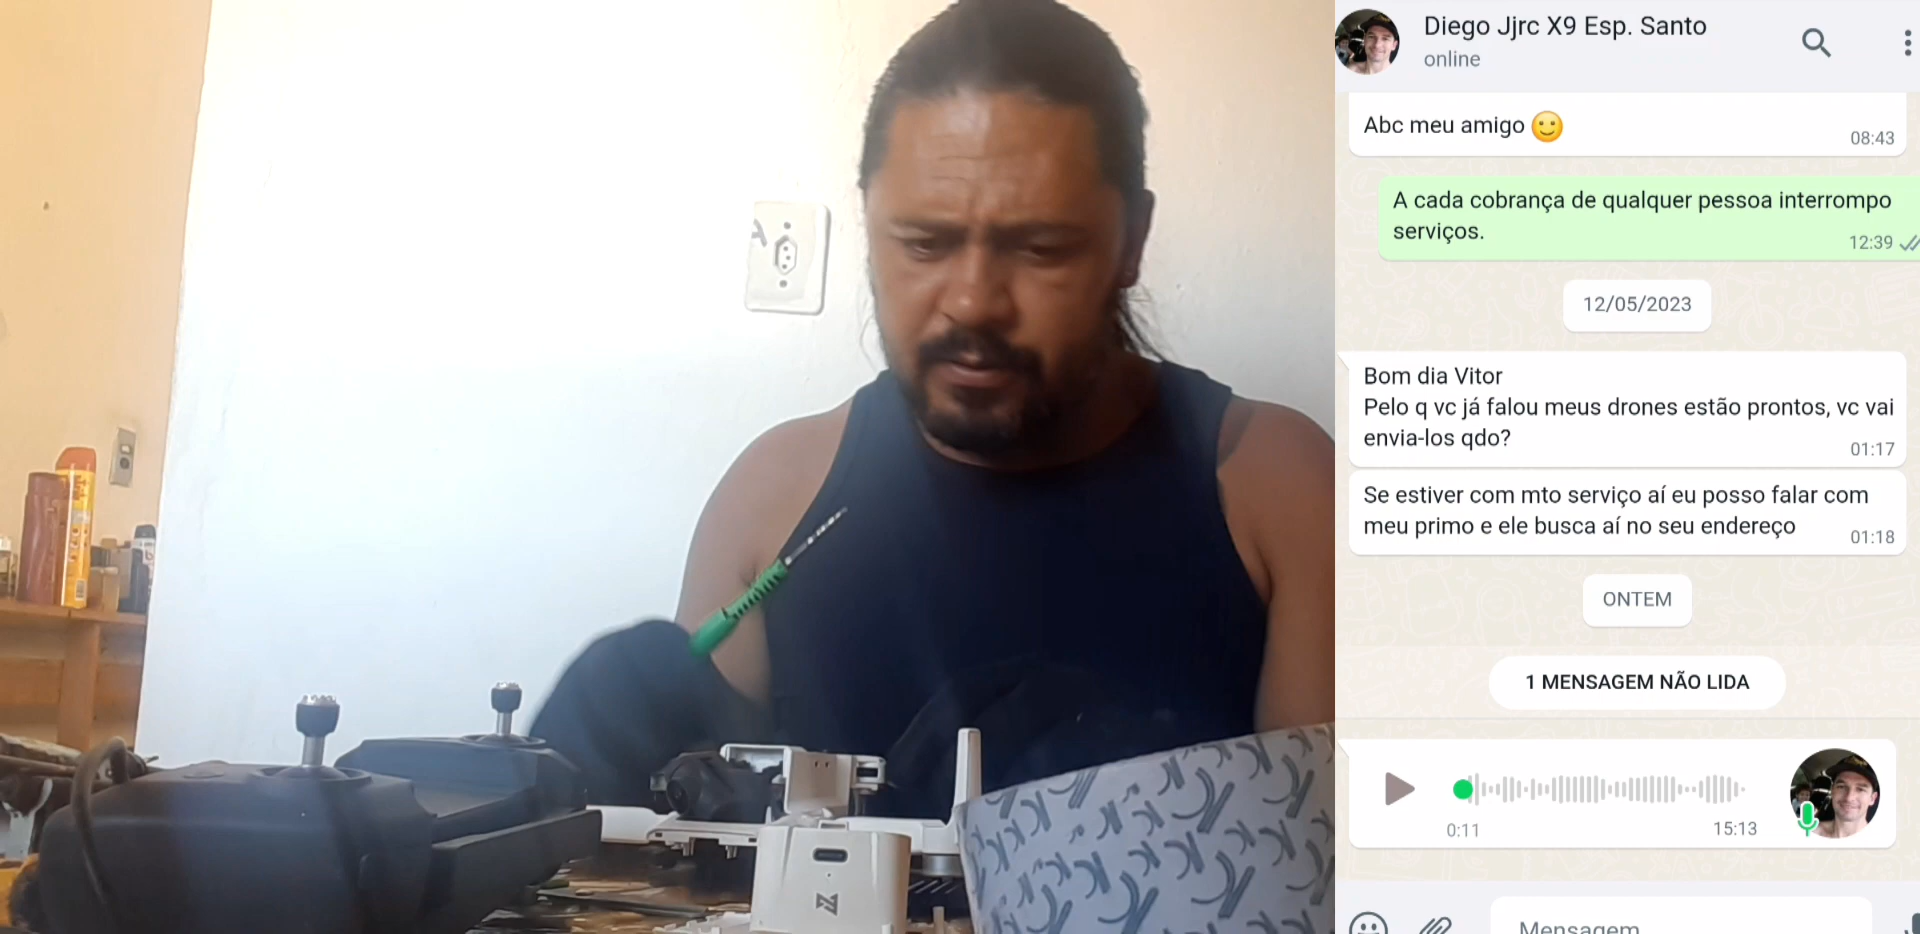 Diego Jjrc X9 Esp. Santo
online
Abc meu amigo 🙂
08:43
A cada cobrança de qualquer pessoa interrompo
serviços.
12:39
12/05/2023
Bom dia Vitor
Pelo q vc já falou meus drones estão prontos, vc vai
envia-los qdo?
01:17
Se estiver com mto serviço aí eu posso falar com
meu primo e ele busca aí no seu endereço
01:18
ONTEM
1 MENSAGEM NÃO LIDA
0:11
15:13
Mensagem